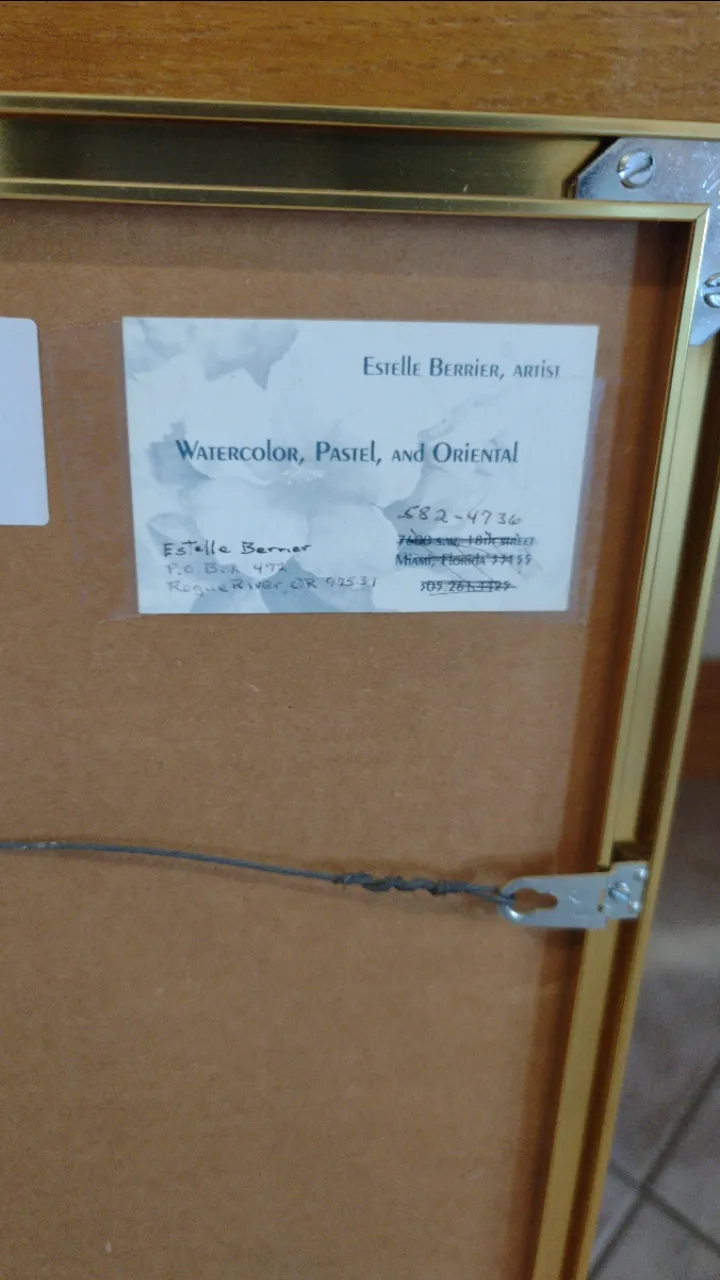 Estelle Berrier, artist
Watercolor, Pastel, and Oriental
582-4736
7600 S.W. 18th Street
Miami, Florida 33155
Estelle Berrier
P.O Box 472
Rogue River, OR